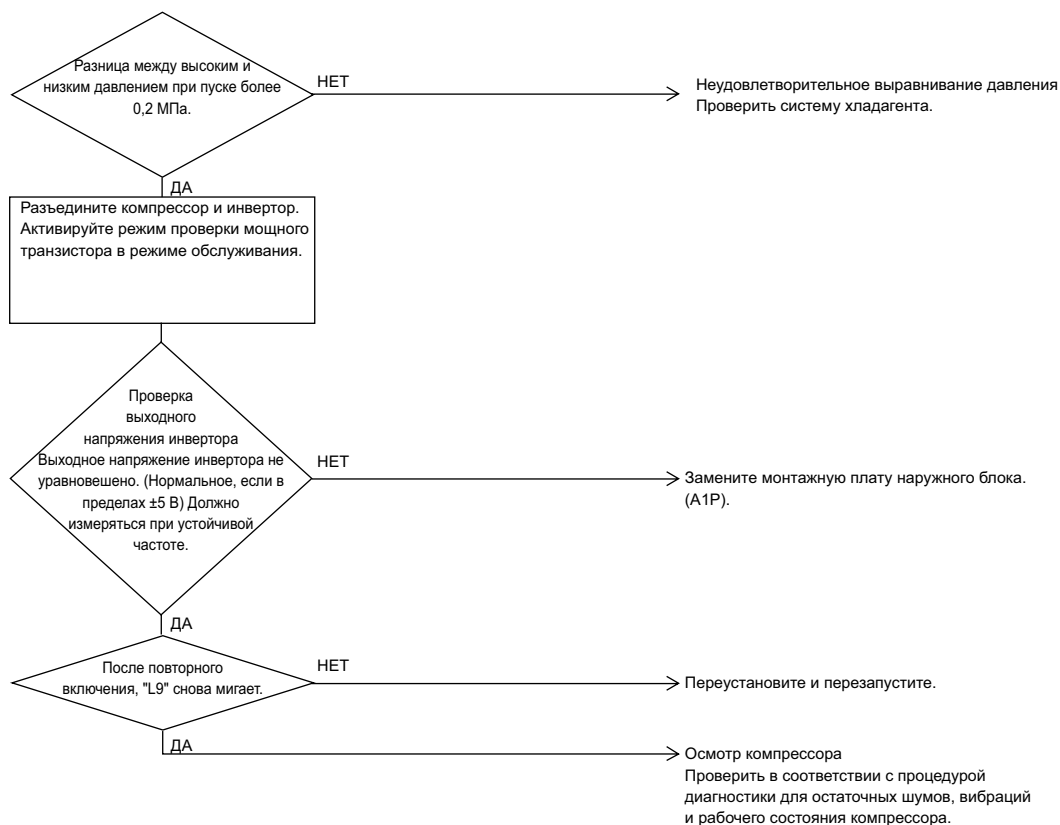 Разница между высоким и
низким давлением при пуске более
0,2 МПа.
НЕТ
Неудовлетворительное выравнивание давления
Проверить систему хладагента.
ДА
Разъедините компрессор и инвертор.
Активируйте режим проверки мощного
транзистора в режиме обслуживания.
Проверка
выходного
напряжения инвертора
Выходное напряжение инвертора не
уравновешено. (Нормальное, если в
пределах ±5 В) Должно
измеряться при устойчивой
частоте.
НЕТ
Замените монтажную плату наружного блока.
(A1P).
ДА
После повторного
включения, "L9" снова мигает.
НЕТ
Переустановите и перезапустите.
ДА
Осмотр компрессора
Проверить в соответствии с процедурой
диагностики для остаточных шумов, вибраций
и рабочего состояния компрессора.